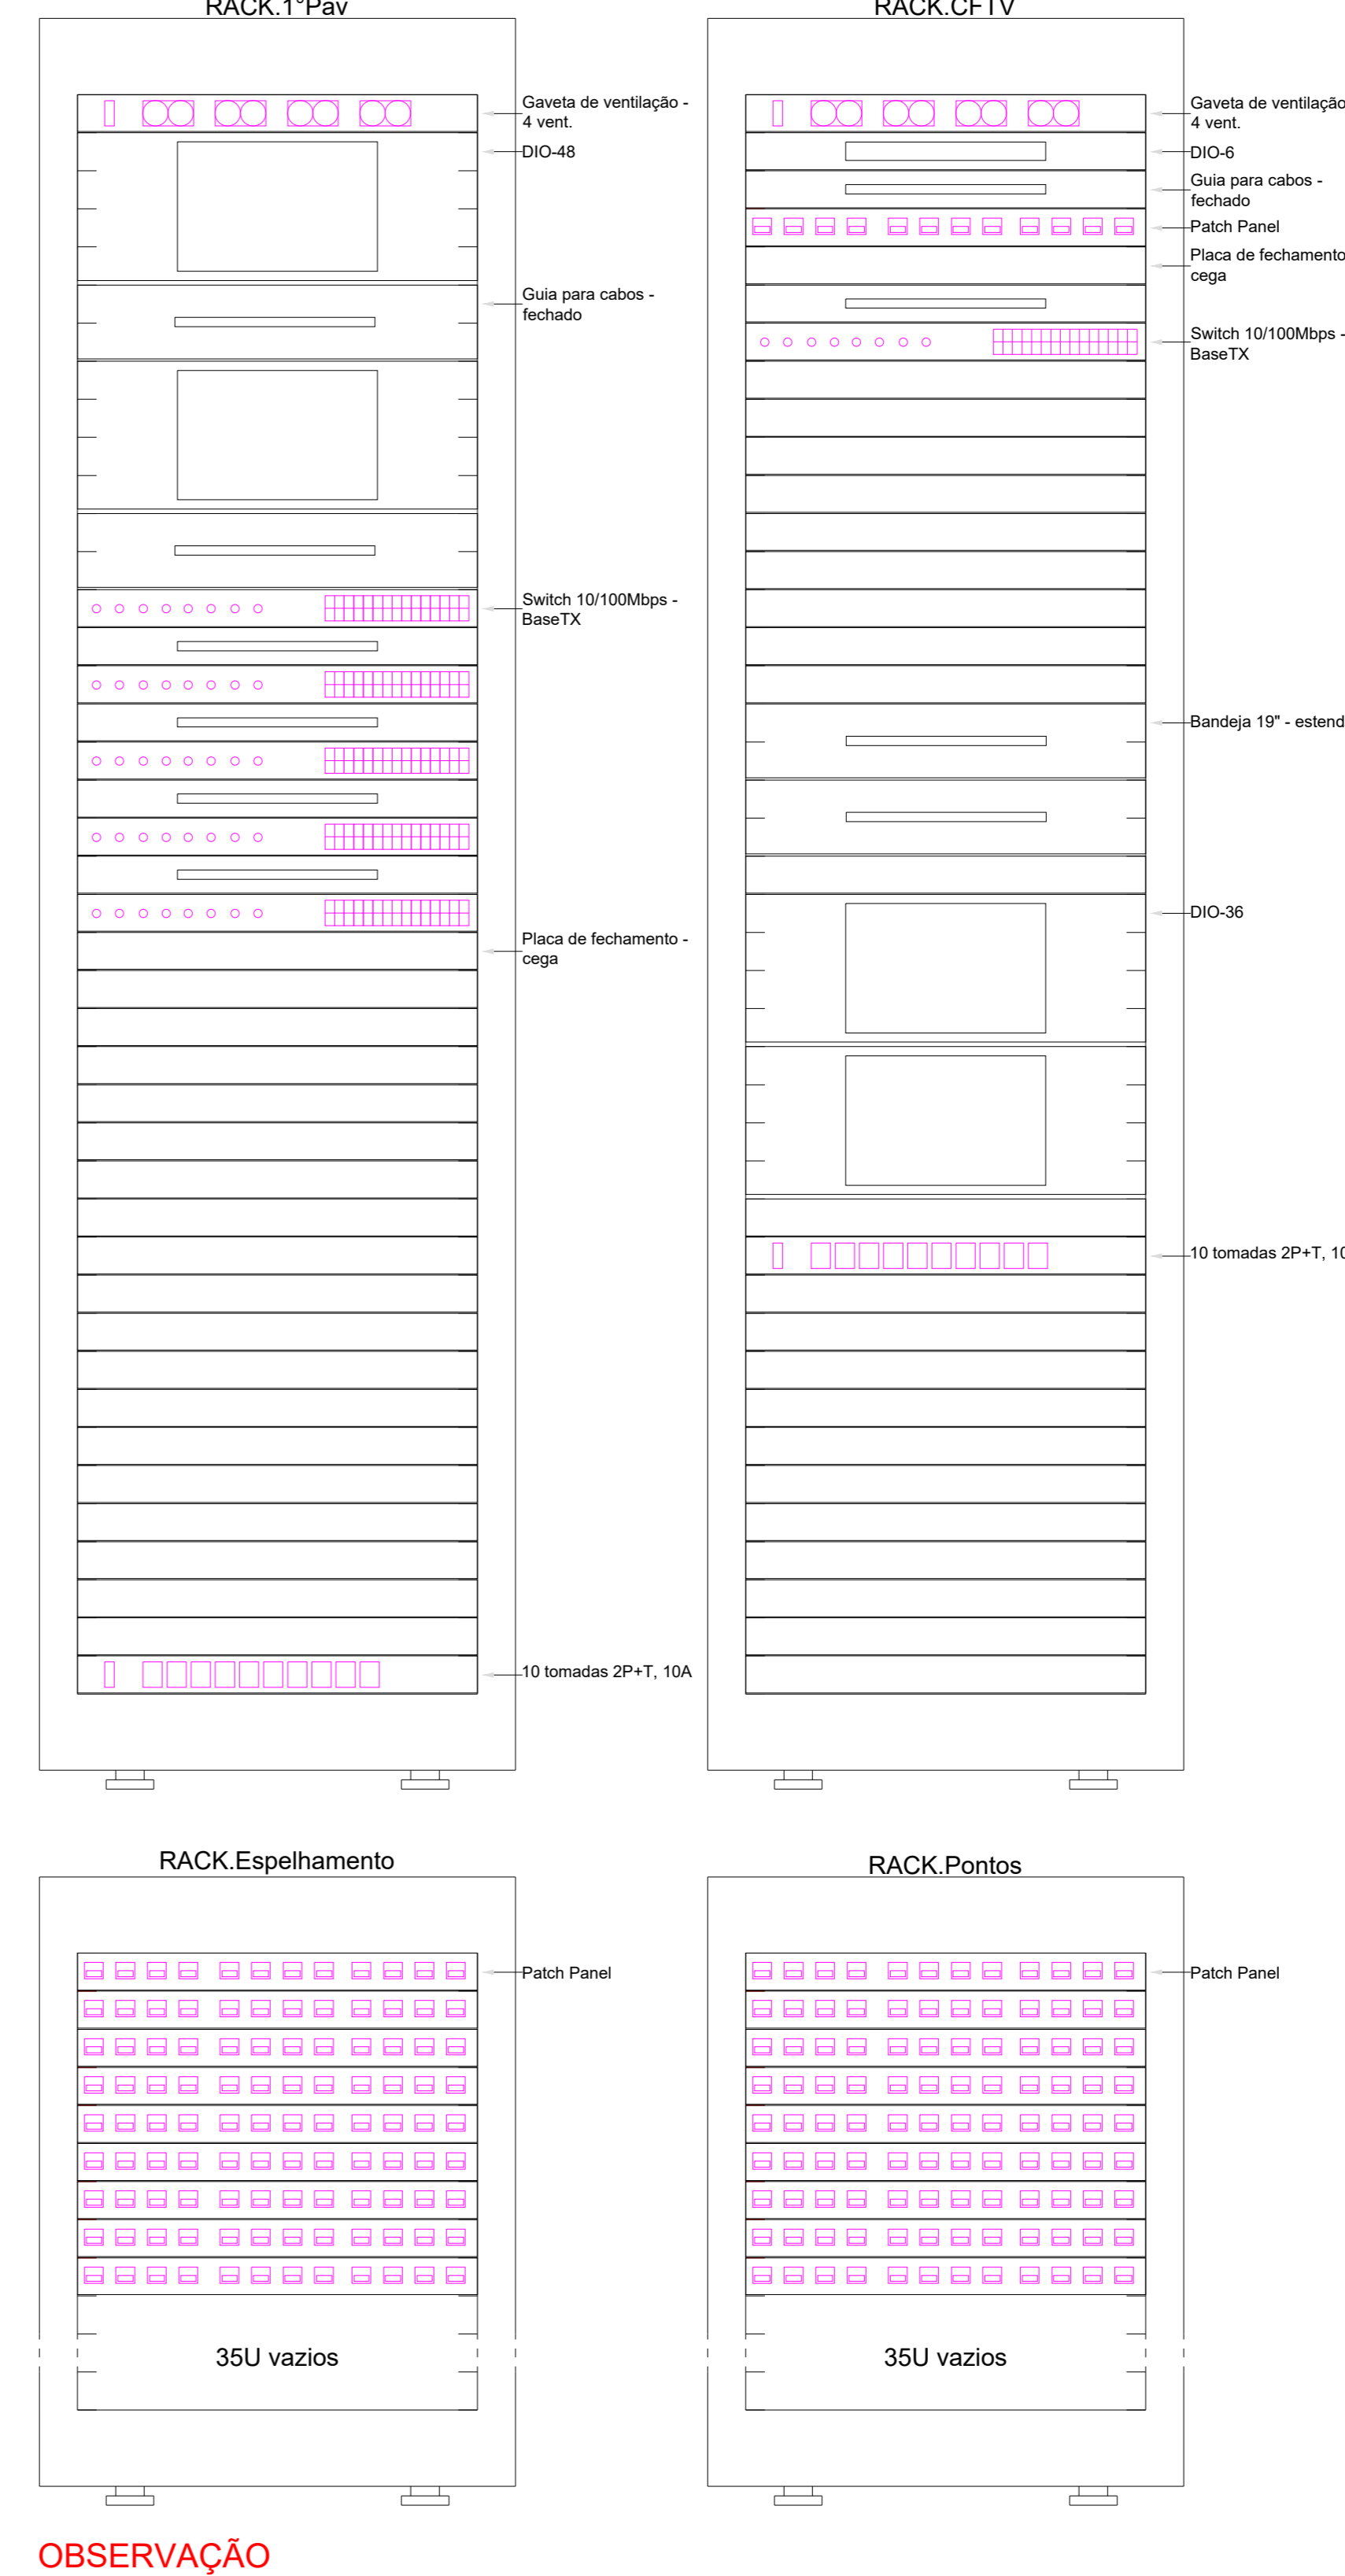 RACK.1°Pav
Gaveta de ventilação -
4 vent.
DIO-48
Guia para cabos -
fechado
Switch 10/100Mbps -
BaseTX
Placa de fechamento -
cega
10 tomadas 2P+T, 10A
RACK.CFTV
Gaveta de ventilação
4 vent.
DIO-6
Guia para cabos -
fechado
Patch Panel
Placa de fechamento
cega
Switch 10/100Mbps -
BaseTX
Bandeja 19" - estend
DIO-36
10 tomadas 2P+T, 10
RACK.Espelhamento
Patch Panel
35U vazios
RACK.Pontos
Patch Panel
35U vazios
OBSERVAÇÃO